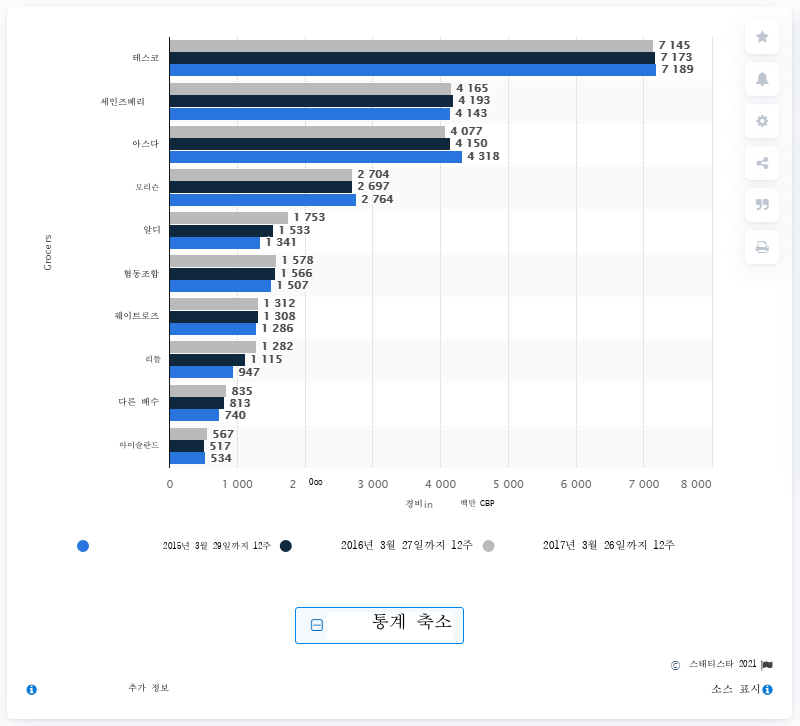 7 145
테스코 7 173
7 189
4 165
세인즈베리 4 193
4 143
4 077
아스다 4 150
4 318
2 704
모리슨 2 697
2 764
1 753
알디 1 533
1 341
Grocers
1 578
협동조합 1 566
1 507
1 312
웨이트로즈 1 308
1 286
1 282
리들 1 115
947
835
다른 배수 813
740
567
아이슬란드 517
534
0 1 000 2 0∞ 3 000 4 000 5 000 6 000 7 000 8 000
경비in 백만 GBP
2015년 3월 29일까지 12주 2016년 3월 27일까지 12주 2017년 3월 26일까지 12주
통계 축소
© 스태티스타 2021
추가 정보 소스 표시